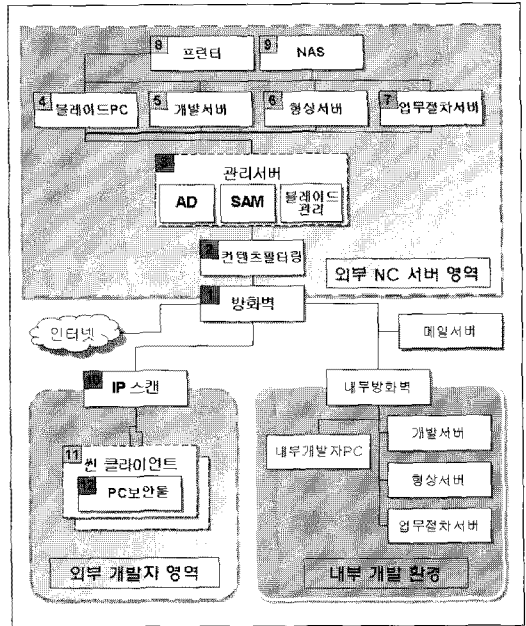 8 프린터
9 NAS
4 블레이드PC
5 개발서버
6 형상서버
7 업무절차서버
3 관리서버
AD
SAM
블레이드
관리
2 컨텐츠필터링
외부 NC 서버 영역
1 방화벽
인터넷
메일서버
10 IP 스캔
내부방화벽
11 씬 클라이언트
12 PC보안툴
내부개발자PC
개발서버
형상서버
업무절차서버
외부 개발자 영역
내부 개발 환경